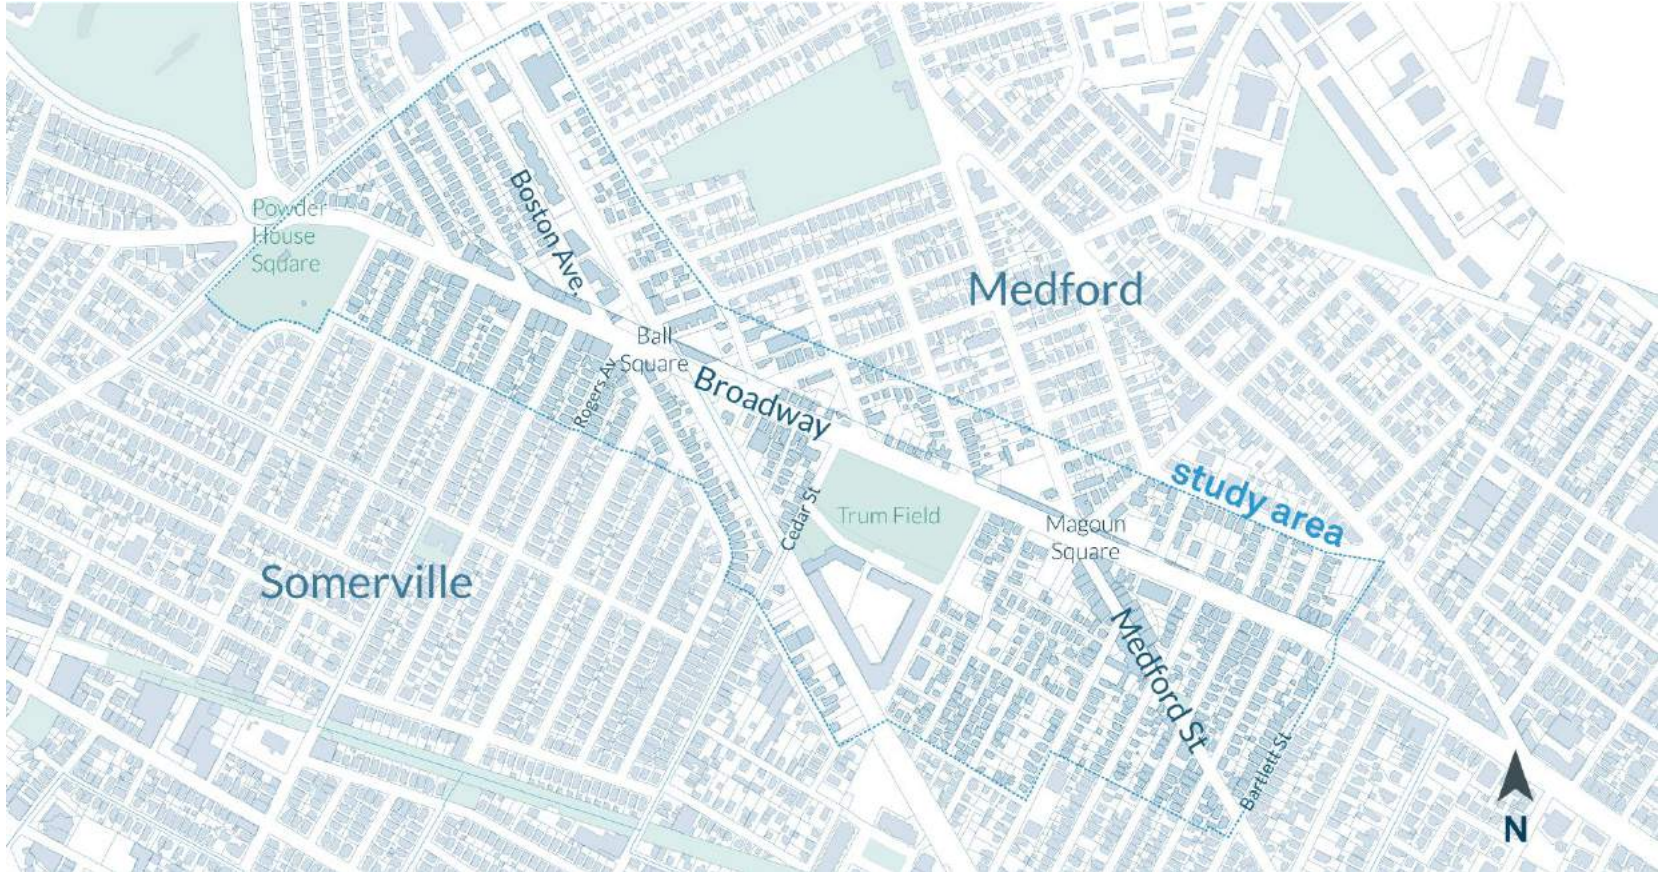 Powder
House
Square
Boston Ave,
Medford
Ball
Square
Rogers Av
Broadway
study area
Cedar St
Trum Field
Magoun
Square
Somerville
Medford St
Bartlett St
N